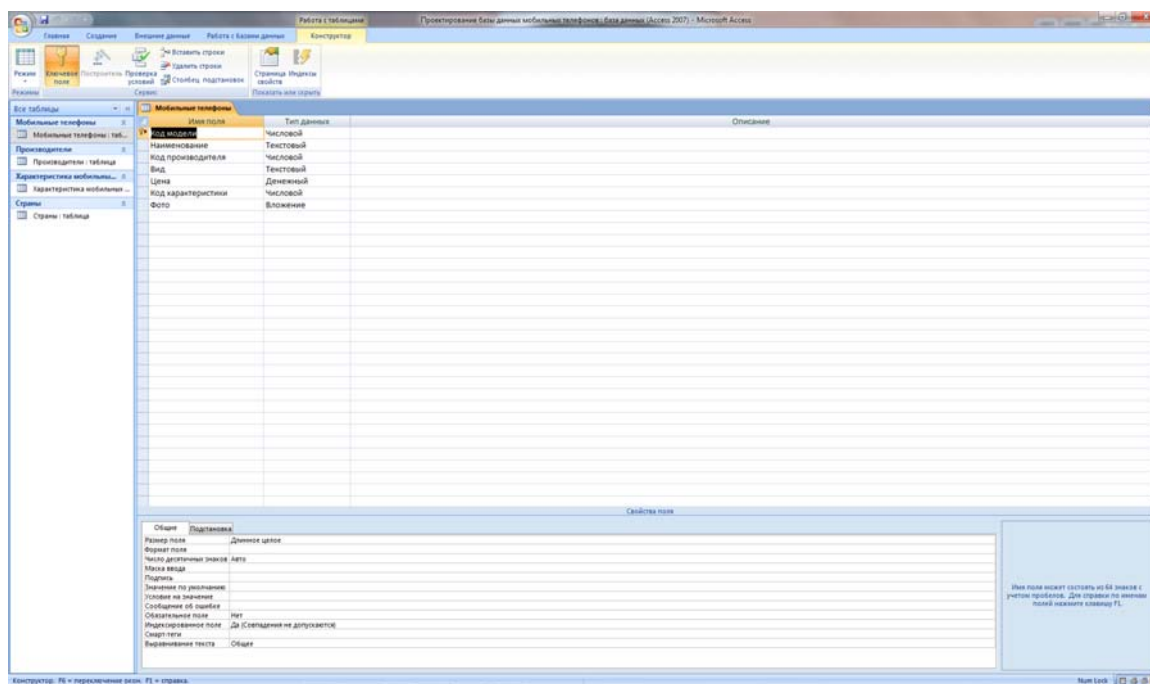 Работа с таблицами
Проектирование базы данных мобильных телефонов : база данных (Access 2007) - Microsoft Access
Главная Создание Внешние данные Работа с базами данных Конструктор
Режим
Ключевое поле
Построитель
Проверка условий
Вставить строки
Удалить строки
Столбец подстановок
Страница свойств
Индексы
Режимы Сервис Показать или скрыть
Все таблицы
Мобильные телефоны
Мобильные телефоны : таб...
Производители
Производители : таблица
Характеристика мобильны...
Характеристика мобильных ...
Страны
Страны : таблица
Мобильные телефоны
Имя поля Тип данных Описание
Код модели Числовой
Наименование Текстовый
Код производителя Числовой
Вид Текстовый
Цена Денежный
Код характеристики Числовой
Фото Вложение
Свойства поля
Общие Подстановка
Размер поля Длинное целое
Формат поля
Число десятичных знаков Авто
Маска ввода
Подпись
Значение по умолчанию
Условие на значение
Сообщение об ошибке
Обязательное поле Нет
Индексированное поле Да (Совпадения не допускаются)
Смарт-теги
Выравнивание текста Общее
Имя поля может состоять из 64 знаков с
учетом пробелов. Для справки по именам
полей нажмите клавишу F1.
Конструктор. F6 = переключение окон. F1 = справка.
Num Lock